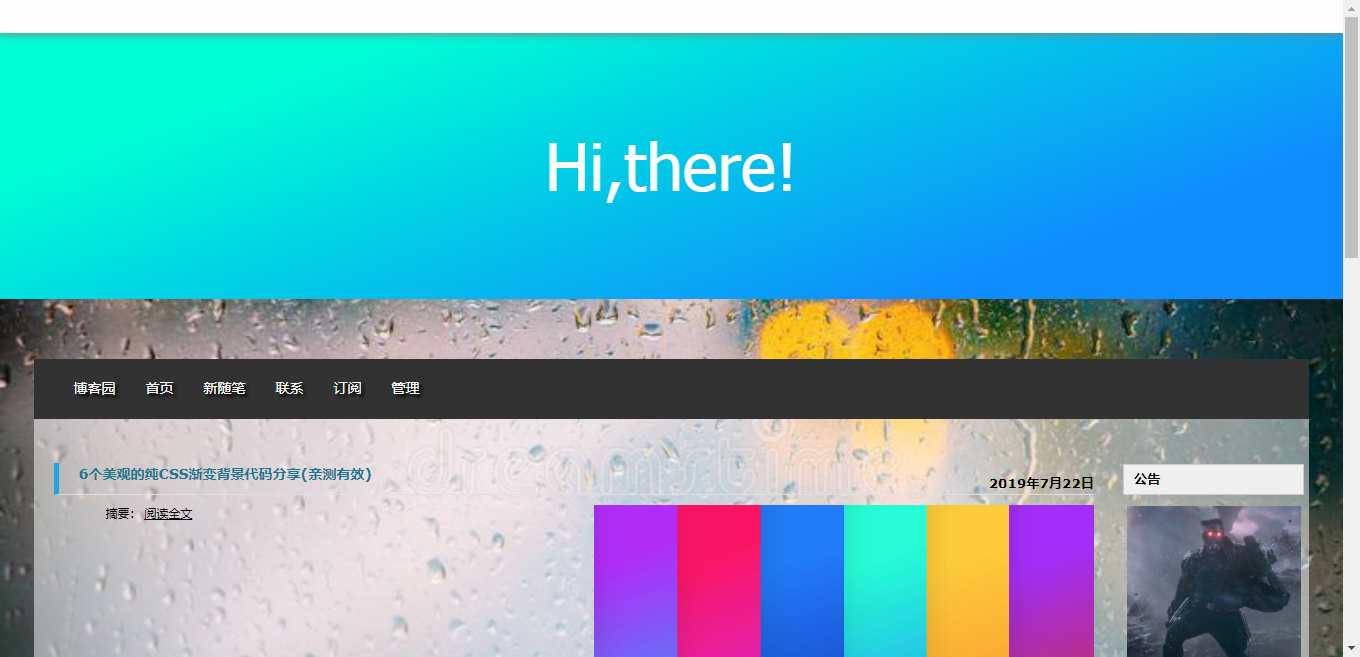 Hi,there!
博客园 首页 新随笔 联系 订阅 管理
dreamstime
6个美观的纯CSS渐变背景代码分享(亲测有效)
2019年7月22日
公告
摘要： 阅读全文